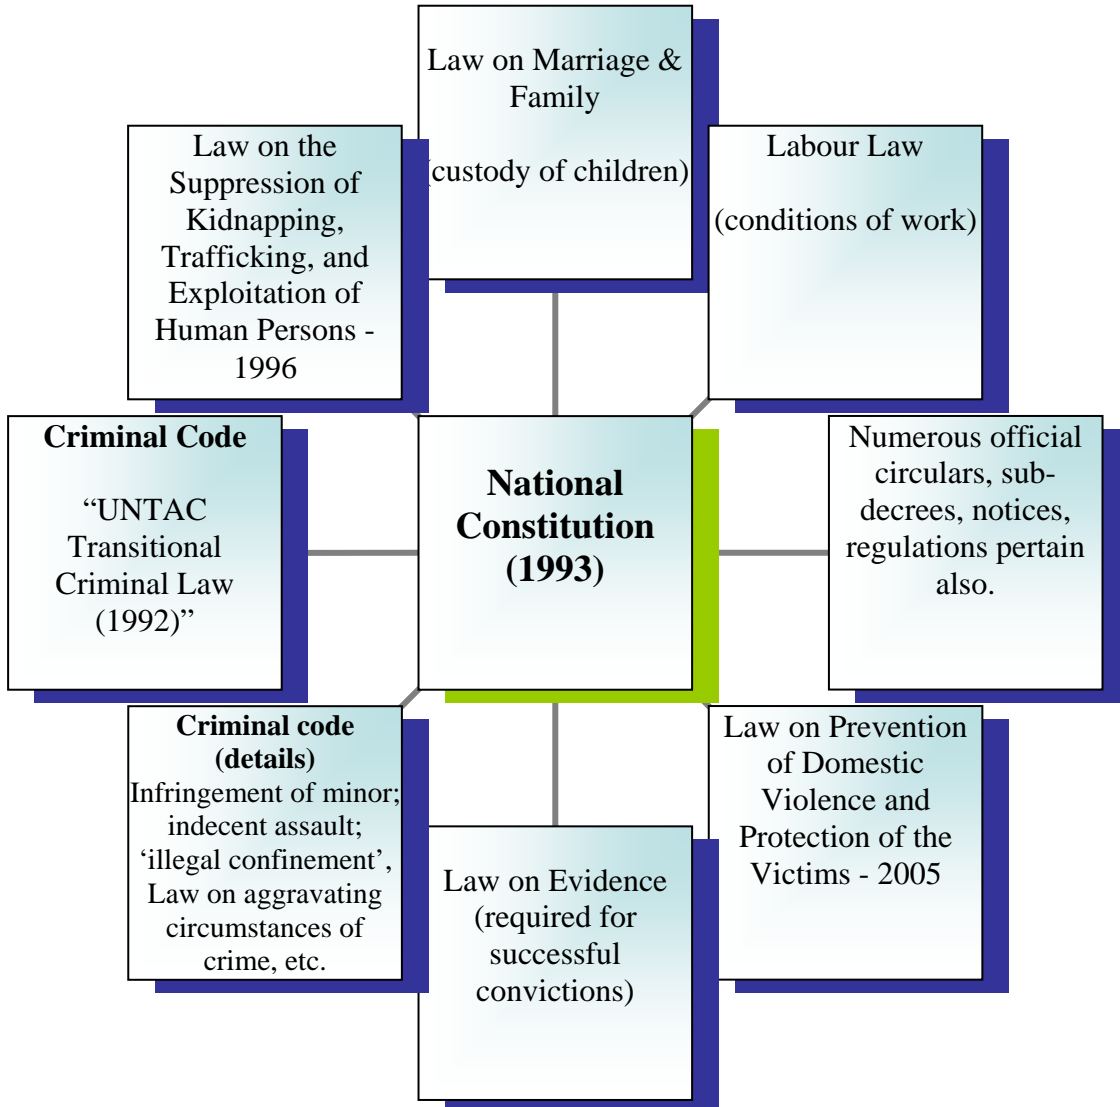 Law on Marriage &
Family
(custody of children)
Law on the
Suppression of
Kidnapping,
Trafficking, and
Exploitation of
Human Persons -
1996
Labour Law
(conditions of work)
Criminal Code
“UNTAC
Transitional
Criminal Law
(1992)”
National
Constitution
(1993)
Numerous official
circulars, sub-
decrees, notices,
regulations pertain
also.
Criminal code
(details)
Infringement of minor;
indecent assault;
‘illegal confinement’,
Law on aggravating
circumstances of
crime, etc.
Law on Evidence
(required for
successful
convictions)
Law on Prevention
of Domestic
Violence and
Protection of the
Victims - 2005